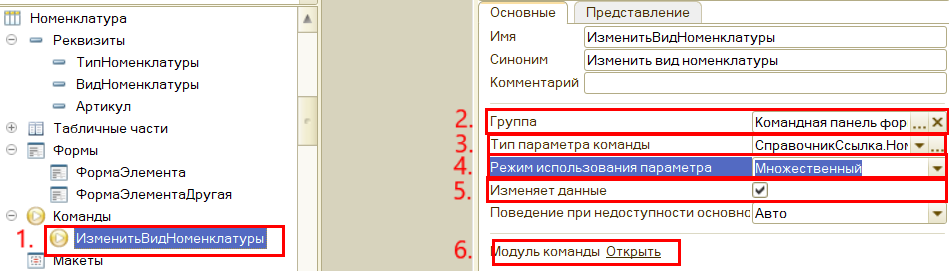 Номенклатура
Реквизиты
ТипНоменклатуры
ВидНоменклатуры
Артикул
Табличные части
Формы
ФормаЭлемента
ФормаЭлементаДругая
Команды
1. ИзменитьВидНоменклатуры
Макеты
Основные Представление
Имя ИзменитьВидНоменклатуры
Синоним Изменить вид номенклатуры
Комментарий
2. Группа Командная панель фор ...
3. Тип параметра команды СправочникСсылка.Ном ...
4. Режим использования параметра Множественный
5. Изменяет данные
Поведение при недоступности основно Авто
6. Модуль команды Открыть